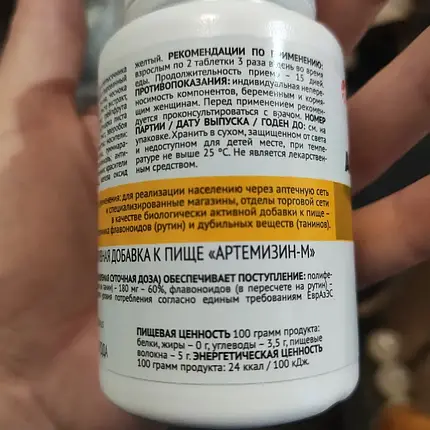 желтый. РЕКОМЕНДАЦИИ ПО ПРИМЕНЕНИЮ:
взрослым по 2 таблетки 3 раза в день во время
еды. Продолжительность приема – 15 дней.
ПРОТИВОПОКАЗАНИЯ: индивидуальная непере-
носимость компонентов, беременным и кормя-
щим женщинам. Перед применением рекомен-
дуется проконсультироваться с врачом. НОМЕР
ПАРТИИ / ДАТУ ВЫПУСКА / ГОДЕН ДО: см. на
упаковке. Хранить в сухом, защищенном от света
и недоступном для детей месте, при темпе-
ратуре не выше 25 °С. Не является лекарствен-
ным средством.
для реализации населению через аптечную сеть
и специализированные магазины, отделы торговой сети
в качестве биологически активной добавки к пище –
флавоноидов (рутин) и дубильных веществ (танинов).
ДОБАВКА К ПИЩЕ «АРТЕМИЗИН-М»
(СУТОЧНАЯ ДОЗА) ОБЕСПЕЧИВАЕТ ПОСТУПЛЕНИЕ: полифе-
– 180 мг – 60%, флавоноидов (в пересчете на рутин) –
потребления согласно единым требованиям ЕврАзЭС
ПИЩЕВАЯ ЦЕННОСТЬ 100 грамм продукта:
белки, жиры – 0 г, углеводы – 3,5 г, пищевые
волокна – 5 г. ЭНЕРГЕТИЧЕСКАЯ ЦЕННОСТЬ
100 грамм продукта: 24 ккал / 100 кДж.